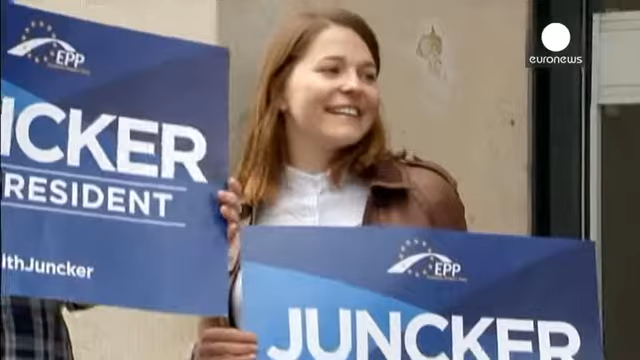 euronews
EPP
ICKER
RESIDENT
ithJuncker
EPP
JUNCKER